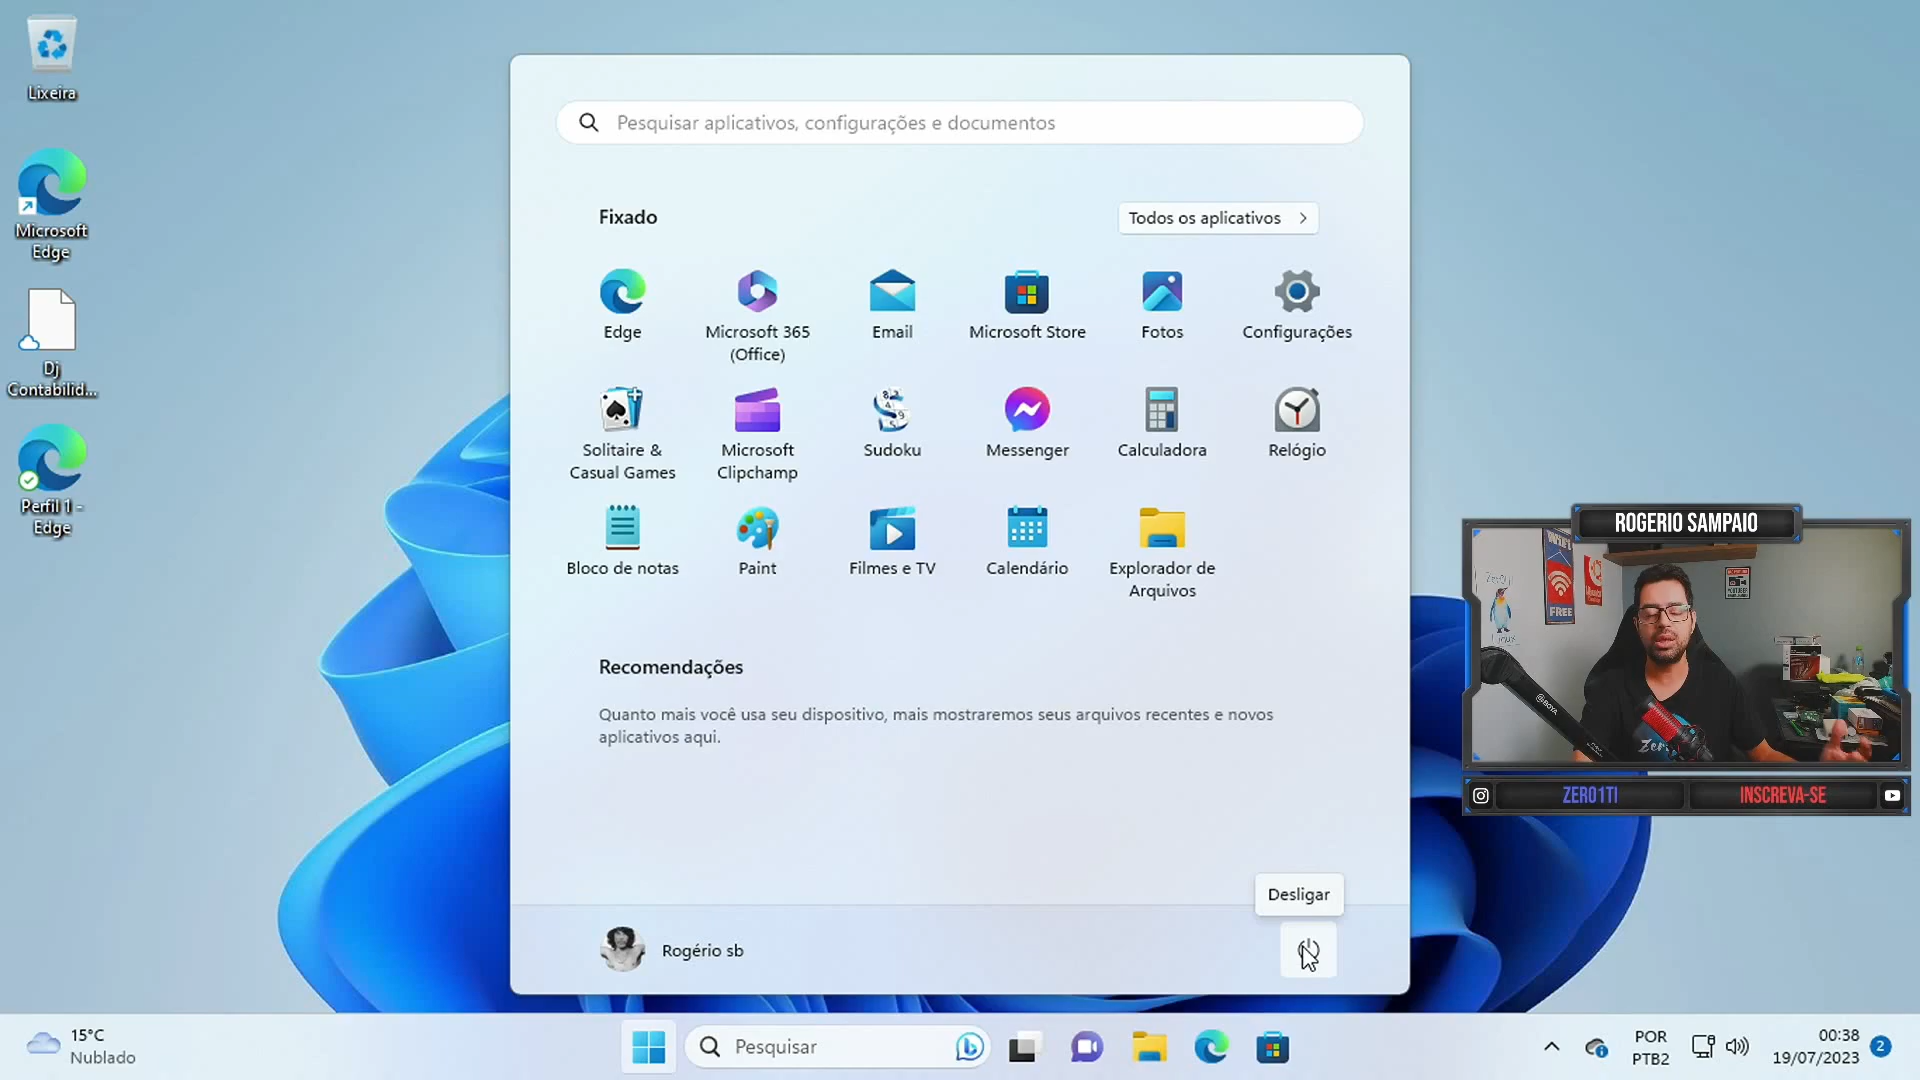 Lixeira
Microsoft
Edge
Dj
Contabilid...
Perfil 1 -
Edge
Pesquisar aplicativos, configurações e documentos
Fixado
Todos os aplicativos
Edge
Microsoft 365
(Office)
Email
Microsoft Store
Fotos
Configurações
Solitaire &
Casual Games
Microsoft
Clipchamp
Sudoku
Messenger
Calculadora
Relógio
Bloco de notas
Paint
Filmes e TV
Calendário
Explorador de
Arquivos
Recomendações
Quanto mais você usa seu dispositivo, mais mostraremos seus arquivos recentes e novos
aplicativos aqui.
Desligar
Rogério sb
ROGERIO SAMPAIO
WIFI
FREE
BOYA
ZER01TI
INSCREVA-SE
15°C
Nublado
Pesquisar
POR
PTB2
00:38
19/07/2023
2